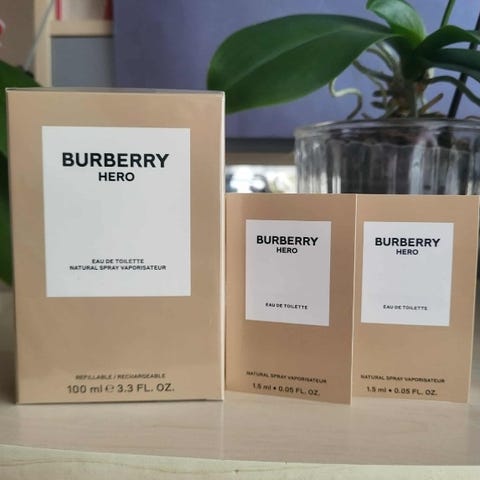 BURBERRY
HERO
EAU DE TOILETTE
NATURAL SPRAY VAPORISATEUR
REFILLABLE / RECHARGEABLE
100 ml ℮ 3.3 FL. OZ.
BURBERRY
HERO
EAU DE TOILETTE
NATURAL SPRAY VAPORISATEUR
1.5 ml • 0.05 FL. OZ.
BURBERRY
HERO
EAU DE TOILETTE
NATURAL SPRAY VAPORISATEUR
1.5 ml • 0.05 FL. OZ.